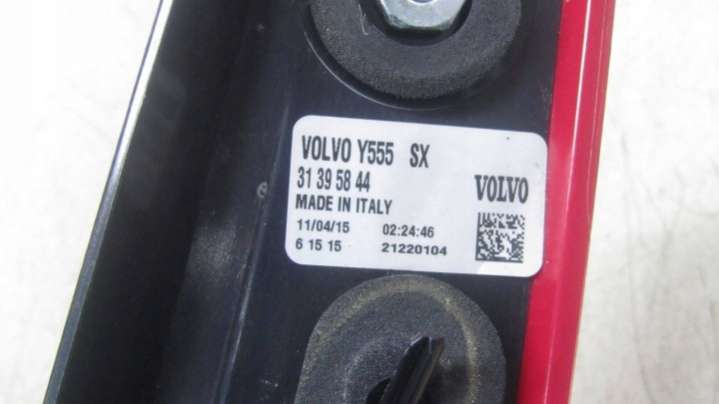 VOLVO Y555 SX
31 39 58 44
VOLVO
MADE IN ITALY
11/04/15 02:24:46
6 15 15 21220104